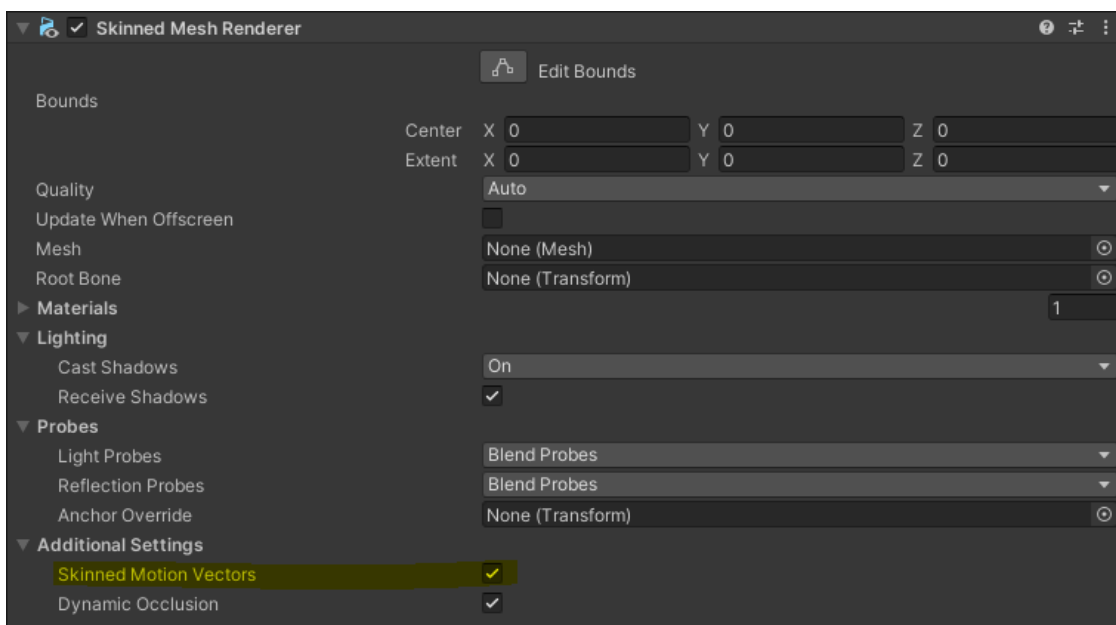 Skinned Mesh Renderer
Edit Bounds
Bounds
Center X 0 Y 0 Z 0
Extent X 0 Y 0 Z 0
Quality Auto
Update When Offscreen
Mesh None (Mesh)
Root Bone None (Transform)
Materials 1
Lighting
Cast Shadows On
Receive Shadows
Probes
Light Probes Blend Probes
Reflection Probes Blend Probes
Anchor Override None (Transform)
Additional Settings
Skinned Motion Vectors
Dynamic Occlusion